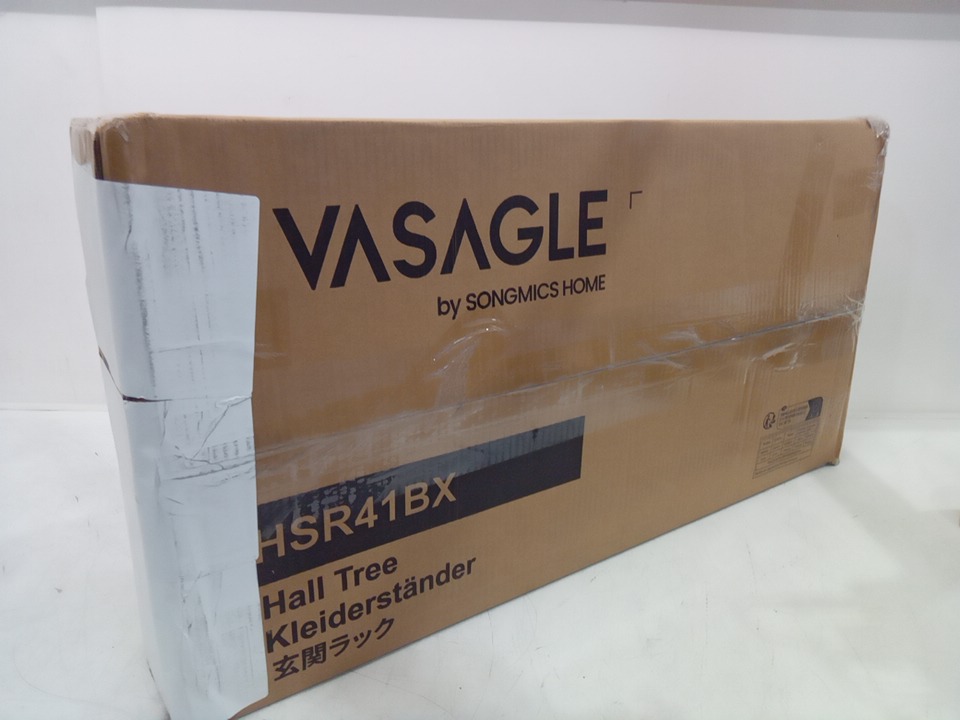 VASAGLE
by SONGMICS HOME
HSR41BX
Hall Tree
Kleiderständer
玄関ラック